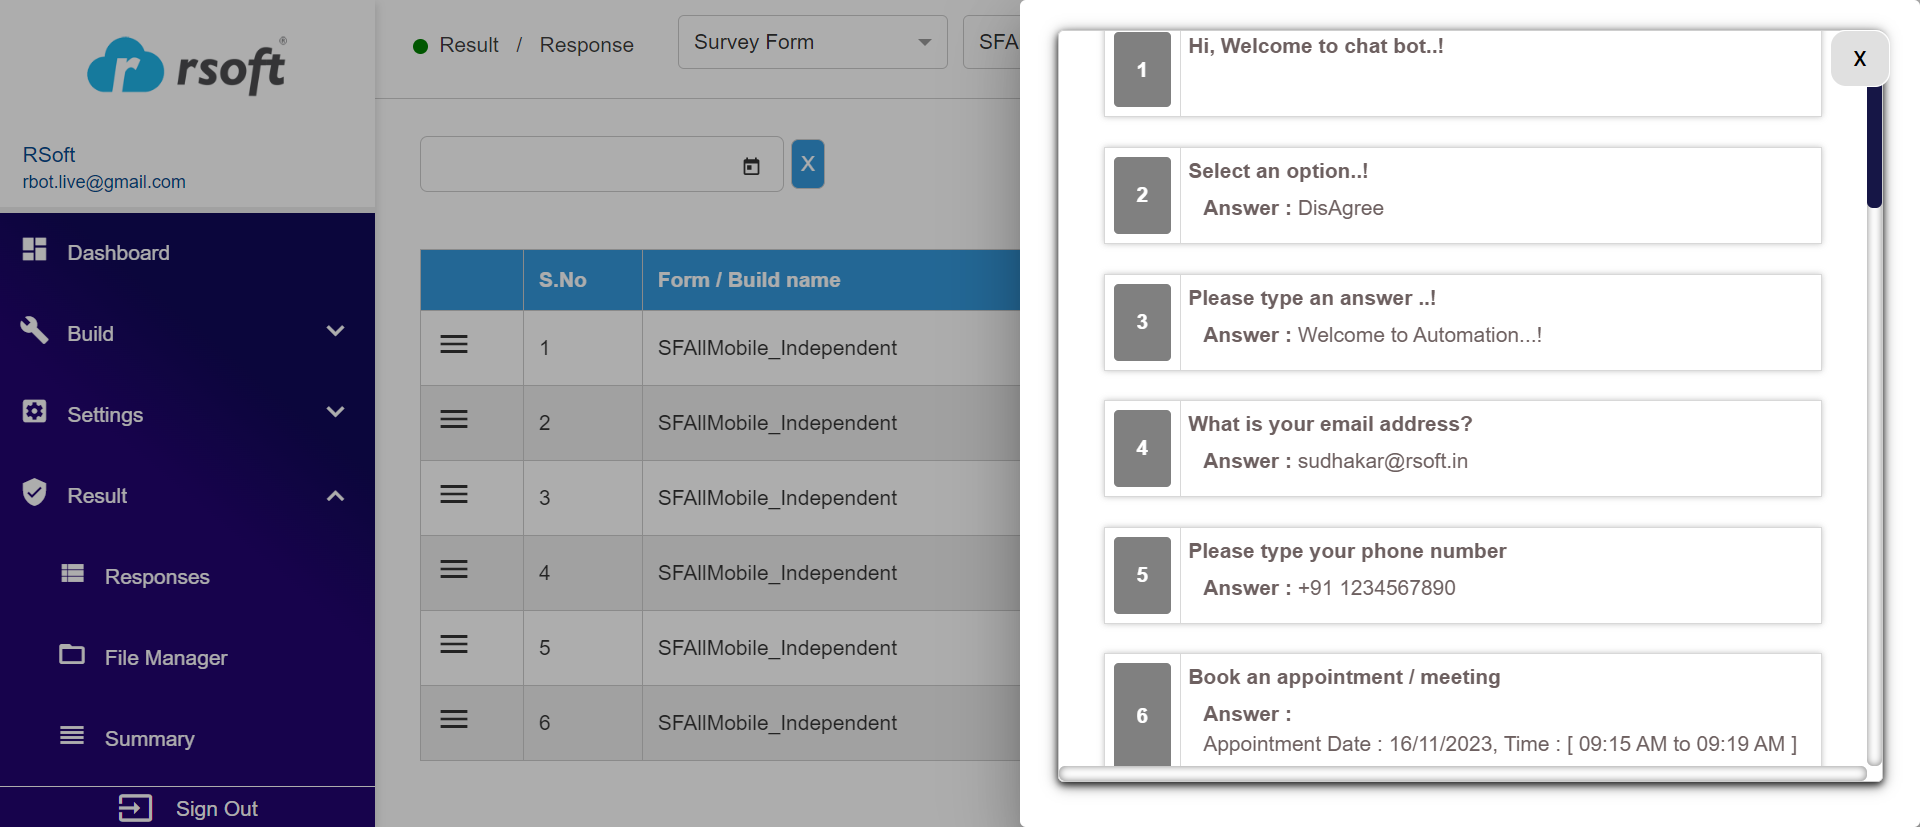 rsoft®
RSoft
rbot.live@gmail.com
Dashboard
Build
Settings
Result
Responses
File Manager
Summary
Sign Out
Result / Response
Survey Form
SFA
X
S.No Form / Build name
1 SFAllMobile_Independent
2 SFAllMobile_Independent
3 SFAllMobile_Independent
4 SFAllMobile_Independent
5 SFAllMobile_Independent
6 SFAllMobile_Independent
X
1 Hi, Welcome to chat bot..!
2 Select an option..!
Answer : DisAgree
3 Please type an answer ..!
Answer : Welcome to Automation...!
4 What is your email address?
Answer : sudhakar@rsoft.in
5 Please type your phone number
Answer : +91 1234567890
6 Book an appointment / meeting
Answer :
Appointment Date : 16/11/2023, Time : [ 09:15 AM to 09:19 AM ]